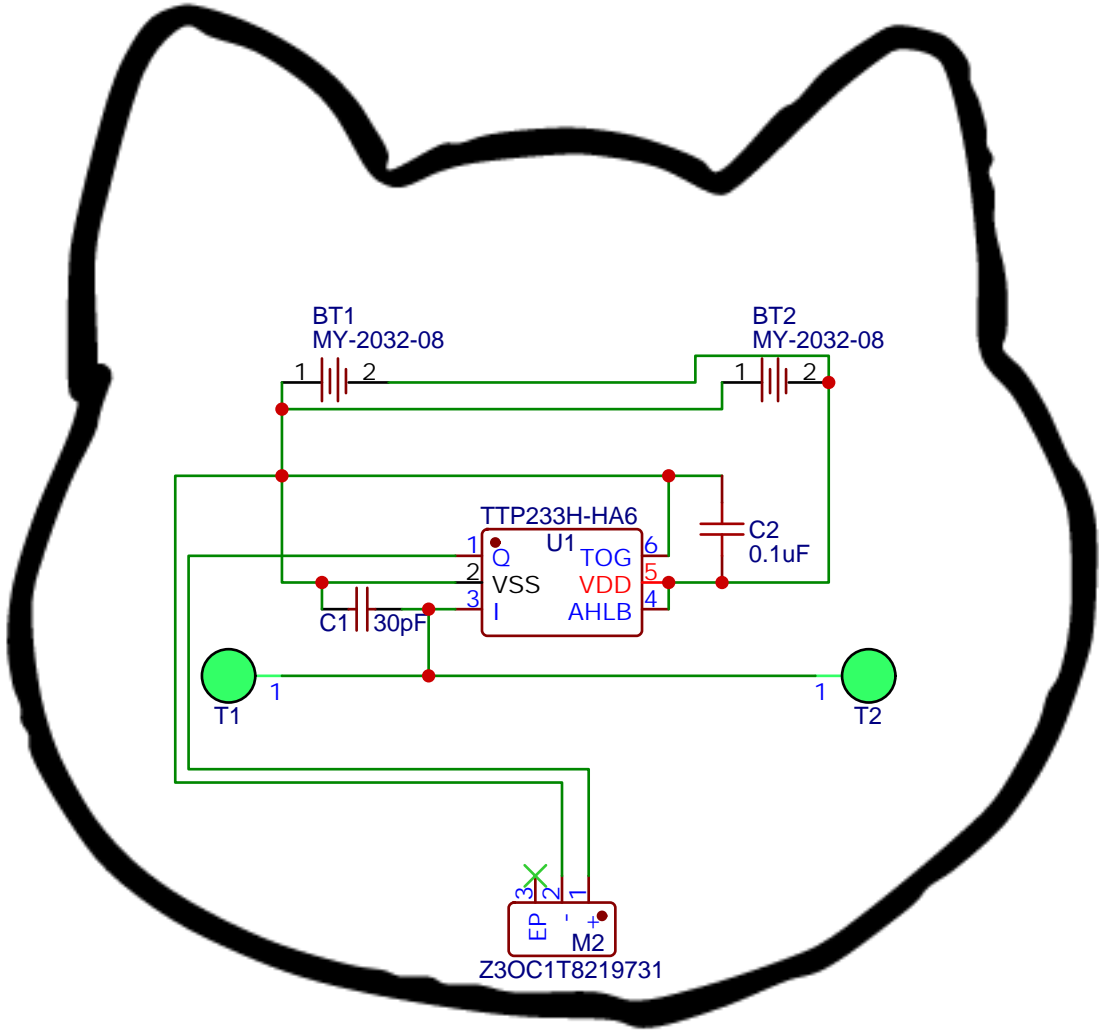 BT1
MY-2032-08
1 2
BT2
MY-2032-08
1 2
TTP233H-HA6
U1
1 Q
2 VSS
3 I
TOG 6
VDD 5
AHLB 4
C2
0.1uF
C1 30pF
1
T1
1
T2
3 2 1
EP - +
M2
Z3OC1T8219731